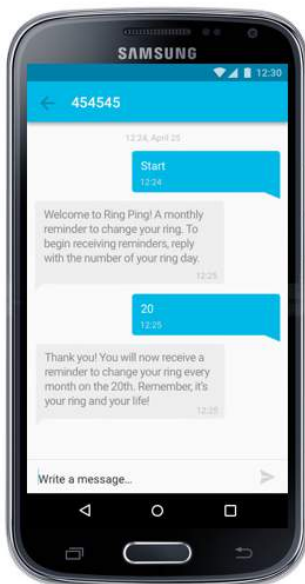 SAMSUNG
12:30
454545
12:24, April 25
Start
12:24
Welcome to Ring Ping! A monthly
reminder to change your ring. To
begin receiving reminders, reply
with the number of your ring day.
12:25
20
12:25
Thank you! You will now receive a
reminder to change your ring every
month on the 20th. Remember, it's
your ring and your life!
12:25
Write a message...